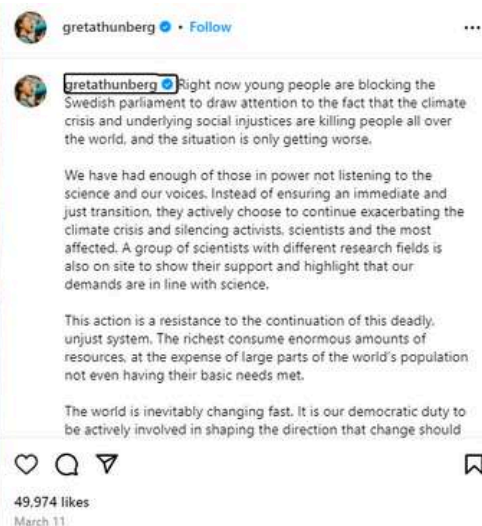 gretathunberg • Follow
gretathunberg Right now young people are blocking the
Swedish parliament to draw attention to the fact that the climate
crisis and underlying social injustices are killing people all over
the world, and the situation is only getting worse.
We have had enough of those in power not listening to the
science and our voices. Instead of ensuring an immediate and
just transition, they actively choose to continue exacerbating the
climate crisis and silencing activists, scientists and the most
affected. A group of scientists with different research fields is
also on site to show their support and highlight that our
demands are in line with science.
This action is a resistance to the continuation of this deadly,
unjust system. The richest consume enormous amounts of
resources, at the expense of large parts of the world's population
not even having their basic needs met.
The world is inevitably changing fast. It is our democratic duty to
be actively involved in shaping the direction that change should
49,974 likes
March 11